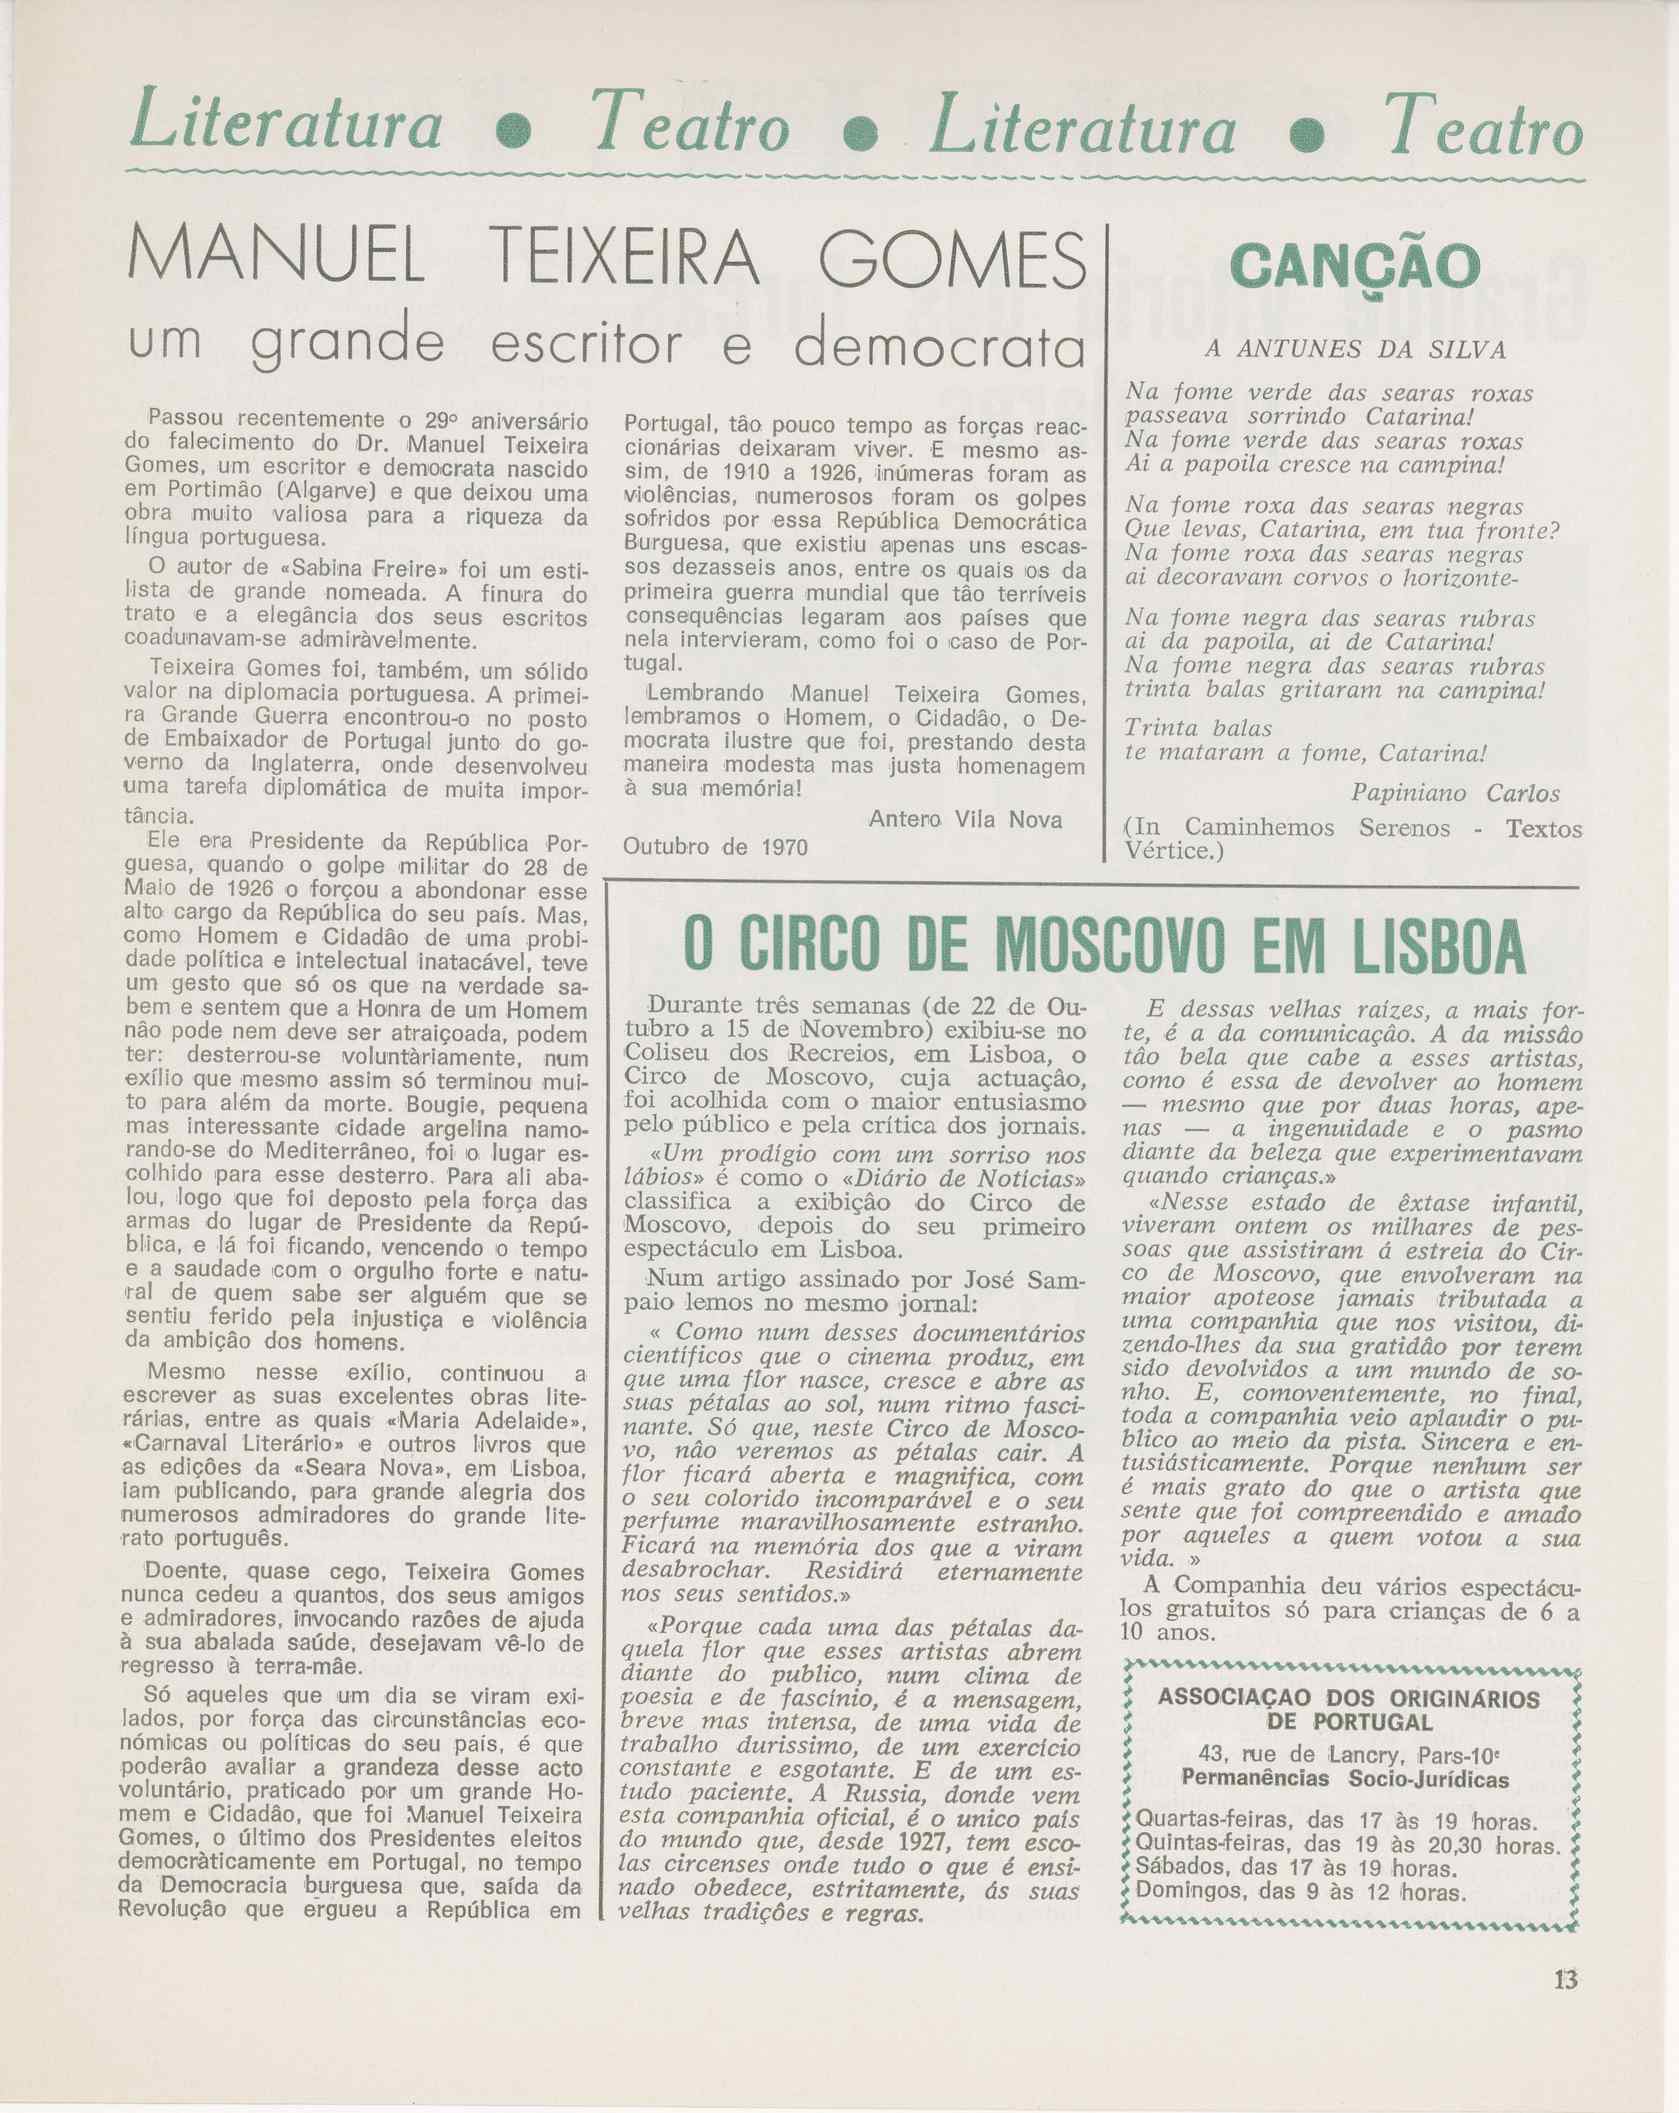 Literatura ● Teatro ● Literatura ● Teatro
MANUEL TEIXEIRA GOMES
um grande escritor e democrata
Passou recentemente o 29º aniversário
do falecimento do Dr. Manuel Teixeira
Gomes, um escritor e democrata nascido
em Portimâo (Algarve) e que deixou uma
obra muito valiosa para a riqueza da
língua portuguesa.
O autor de «Sabina Freire» foi um esti-
lista de grande nomeada. A finura do
trato e a elegância dos seus escritos
coadunavam-se admiràvelmente.
Teixeira Gomes foi, também, um sólido
valor na diplomacia portuguesa. A primei-
ra Grande Guerra encontrou-o no posto
de Embaixador de Portugal junto do go-
verno da Inglaterra, onde desenvolveu
uma tarefa diplomática de muita impor-
tância.
Ele era Presidente da República Por-
guesa, quando o golpe militar do 28 de
Maio de 1926 o forçou a abondonar esse
alto cargo da República do seu país. Mas,
como Homem e Cidadâo de uma probi-
dade política e intelectual inatacável, teve
um gesto que só os que na verdade sa-
bem e sentem que a Honra de um Homem
nâo pode nem deve ser atraiçoada, podem
ter: desterrou-se voluntàriamente, num
exílio que mesmo assim só terminou mui-
to para além da morte. Bougie, pequena
mas interessante cidade argelina namo-
rando-se do Mediterrâneo, foi o lugar es-
colhido para esse desterro. Para ali aba-
lou, logo que foi deposto pela força das
armas do lugar de Presidente da Repú-
blica, e lá foi ficando, vencendo o tempo
e a saudade com o orgulho forte e natu-
ral de quem sabe ser alguém que se
sentiu ferido pela injustiça e violência
da ambiçâo dos homens.
Mesmo nesse exílio, continuou a
escrever as suas excelentes obras lite-
rárias, entre as quais «Maria Adelaide»,
«Carnaval Literário» e outros livros que
as ediçôes da «Seara Nova», em Lisboa,
iam publicando, para grande alegria dos
numerosos admiradores do grande lite-
rato português.
Doente, quase cego, Teixeira Gomes
nunca cedeu a quantos, dos seus amigos
e admiradores, invocando razôes de ajuda
à sua abalada saúde, desejavam vê-lo de
regresso à terra-mâe.
Só aqueles que um dia se viram exi-
lados, por força das circunstâncias eco-
nómicas ou políticas do seu país, é que
poderâo avaliar a grandeza desse acto
voluntário, praticado por um grande Ho-
mem e Cidadâo, que foi Manuel Teixeira
Gomes, o último dos Presidentes eleitos
democràticamente em Portugal, no tempo
da Democracia burguesa que, saída da
Revoluçâo que ergueu a República em
Portugal, tâo pouco tempo as forças reac-
cionárias deixaram viver. E mesmo as-
sim, de 1910 a 1926, inúmeras foram as
violências, numerosos foram os golpes
sofridos por essa República Democrática
Burguesa, que existiu apenas uns escas-
sos dezasseis anos, entre os quais os da
primeira guerra mundial que tâo terríveis
consequências legaram aos países que
nela intervieram, como foi o caso de Por-
tugal.
Lembrando Manuel Teixeira Gomes,
lembramos o Homem, o Cidadâo, o De-
mocrata ilustre que foi, prestando desta
maneira modesta mas justa homenagem
à sua memória!
Antero Vila Nova
Outubro de 1970
CANÇÃO
A ANTUNES DA SILVA
Na fome verde das searas roxas
passeava sorrindo Catarina!
Na fome verde das searas roxas
Ai a papoila cresce na campina!
Na fome roxa das searas negras
Que levas, Catarina, em tua fronte?
Na fome roxa das searas negras
ai decoravam corvos o horizonte-
Na fome negra das searas rubras
ai da papoila, ai de Catarina!
Na fome negra das searas rubras
trinta balas gritaram na campina!
Trinta balas
te mataram a fome, Catarina!
Papiniano Carlos
(In Caminhemos Serenos - Textos
Vértice.)
O CIRCO DE MOSCOVO EM LISBOA
Durante três semanas (de 22 de Ou-
tubro a 15 de Novembro) exibiu-se no
Coliseu dos Recreios, em Lisboa, o
Circo de Moscovo, cuja actuaçâo,
foi acolhida com o maior entusiasmo
pelo público e pela crítica dos jornais.
«Um prodígio com um sorriso nos
lábios» é como o «Diário de Notícias»
classifica a exibiçâo do Circo de
Moscovo, depois do seu primeiro
espectáculo em Lisboa.
Num artigo assinado por José Sam-
paio lemos no mesmo jornal:
« Como num desses documentários
científicos que o cinema produz, em
que uma flor nasce, cresce e abre as
suas pétalas ao sol, num ritmo fasci-
nante. Só que, neste Circo de Mosco-
vo, nâo veremos as pétalas cair. A
flor ficará aberta e magnifica, com
o seu colorido incomparável e o seu
perfume maravilhosamente estranho.
Ficará na memória dos que a viram
desabrochar. Residirá eternamente
nos seus sentidos.»
«Porque cada uma das pétalas da-
quela flor que esses artistas abrem
diante do publico, num clima de
poesia e de fascínio, é a mensagem,
breve mas intensa, de uma vida de
trabalho durissimo, de um exercício
constante e esgotante. E de um es-
tudo paciente. A Russia, donde vem
esta companhia oficial, é o unico país
do mundo que, desde 1927, tem esco-
las circenses onde tudo o que é ensi-
nado obedece, estritamente, ás suas
velhas tradiçôes e regras.
E dessas velhas raízes, a mais for-
te, é a da comunicaçâo. A da missâo
tâo bela que cabe a esses artistas,
como é essa de devolver ao homem
— mesmo que por duas horas, ape-
nas — a ingenuidade e o pasmo
diante da beleza que experimentavam
quando crianças.»
«Nesse estado de êxtase infantil,
viveram ontem os milhares de pes-
soas que assistiram á estreia do Cir-
co de Moscovo, que envolveram na
maior apoteose jamais tributada a
uma companhia que nos visitou, di-
zendo-lhes da sua gratidâo por terem
sido devolvidos a um mundo de so-
nho. E, comoventemente, no final,
toda a companhia veio aplaudir o pu-
blico ao meio da pista. Sincera e en-
tusiásticamente. Porque nenhum ser
é mais grato do que o artista que
sente que foi compreendido e amado
por aqueles a quem votou a sua
vida. »
A Companhia deu vários espectácu-
los gratuitos só para crianças de 6 a
10 anos.
ASSOCIAÇAO DOS ORIGINÁRIOS
DE PORTUGAL
43, rue de Lancry, Pars-10e
Permanências Socio-Jurídicas
Quartas-feiras, das 17 às 19 horas.
Quintas-feiras, das 19 às 20,30 horas.
Sábados, das 17 às 19 horas.
Domingos, das 9 às 12 horas.
13